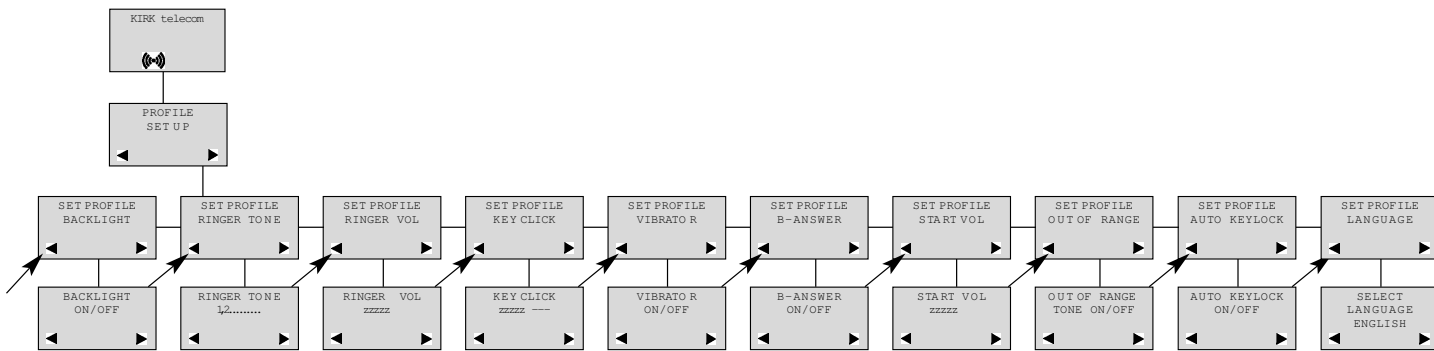 KIRK telecom
PROFILE
SETUP
SET PROFILE
BACKLIGHT
SET PROFILE
RINGER TONE
SET PROFILE
RINGER VOL
SET PROFILE
KEY CLICK
SET PROFILE
VIBRATOR
SET PROFILE
B-ANSWER
SET PROFILE
START VOL
SET PROFILE
OUT OF RANGE
SET PROFILE
AUTO KEYLOCK
SET PROFILE
LANGUAGE
BACKLIGHT
ON/OFF
RINGER TONE
1,2.........
RINGER VOL
zzzzz
KEY CLICK
zzzzz ---
VIBRATOR
ON/OFF
B-ANSWER
ON/OFF
START VOL
zzzzz
OUT OF RANGE
TONE ON/OFF
AUTO KEYLOCK
ON/OFF
SELECT
LANGUAGE
ENGLISH